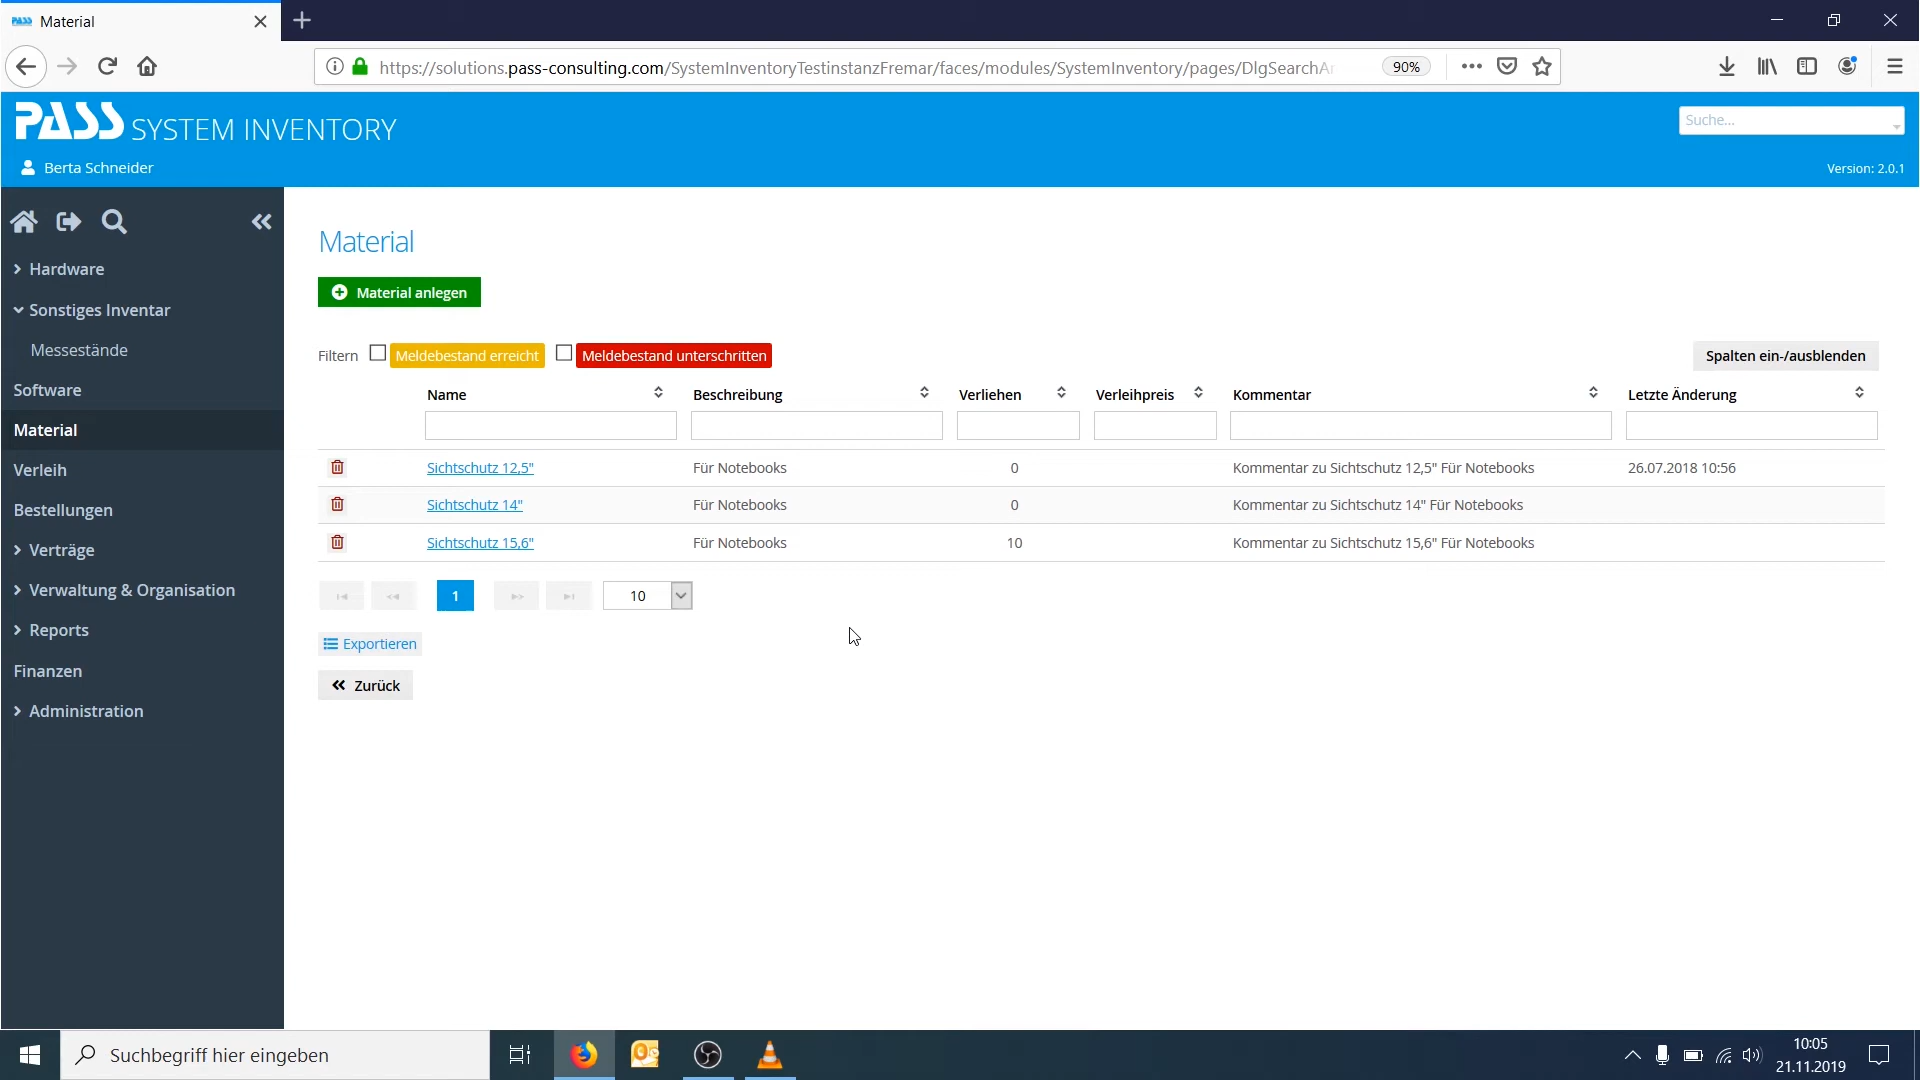 Material
https://solutions.pass-consulting.com/SystemInventoryTestinstanzFremar/faces/modules/SystemInventory/pages/DlgSearchAr
90%
PASS SYSTEM INVENTORY
Suche...
Berta Schneider
Version: 2.0.1
Hardware
Sonstiges Inventar
Messestände
Software
Material
Verleih
Bestellungen
Verträge
Verwaltung & Organisation
Reports
Finanzen
Administration
Material
Material anlegen
Filtern Meldebestand erreicht Meldebestand unterschritten Spalten ein-/ausblenden
Name Beschreibung Verliehen Verleihpreis Kommentar Letzte Änderung
Sichtschutz 12,5" Für Notebooks 0 Kommentar zu Sichtschutz 12,5" Für Notebooks 26.07.2018 10:56
Sichtschutz 14" Für Notebooks 0 Kommentar zu Sichtschutz 14" Für Notebooks
Sichtschutz 15,6" Für Notebooks 10 Kommentar zu Sichtschutz 15,6" Für Notebooks
1 10
Exportieren
Zurück
Suchbegriff hier eingeben
10:05
21.11.2019